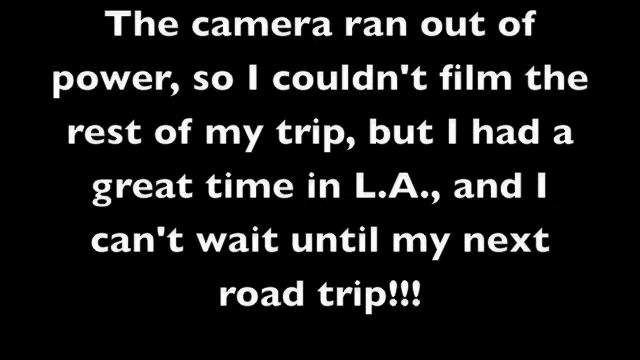 The camera ran out of
power, so I couldn't film the
rest of my trip, but I had a
great time in L.A., and I
can't wait until my next
road trip!!!